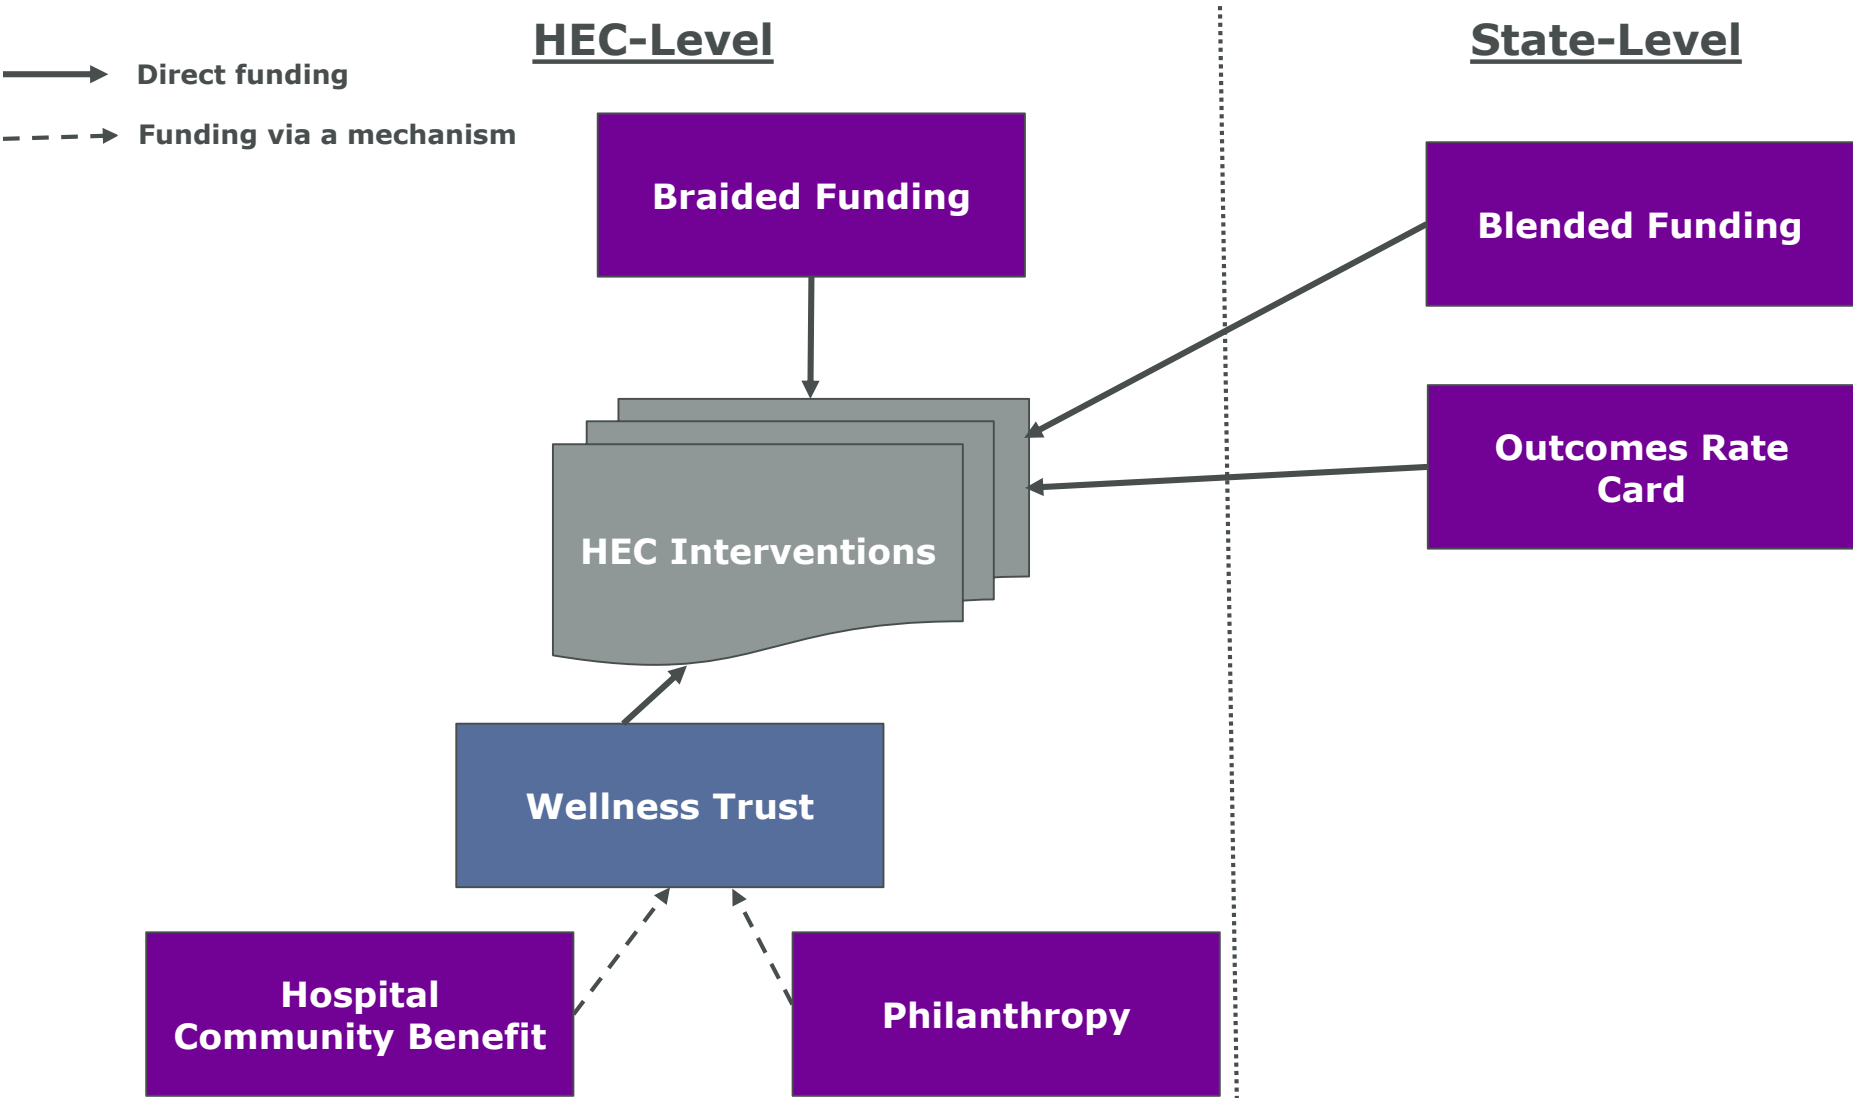 HEC-Level
State-Level
Direct funding
Funding via a mechanism
Braided Funding
Blended Funding
Outcomes Rate
Card
HEC Interventions
Wellness Trust
Hospital
Community Benefit
Philanthropy